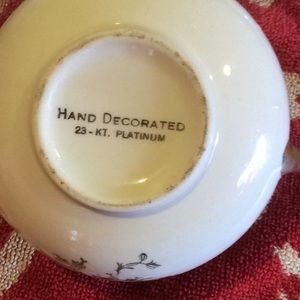 HAND DECORATED
23-KT. PLATINUM